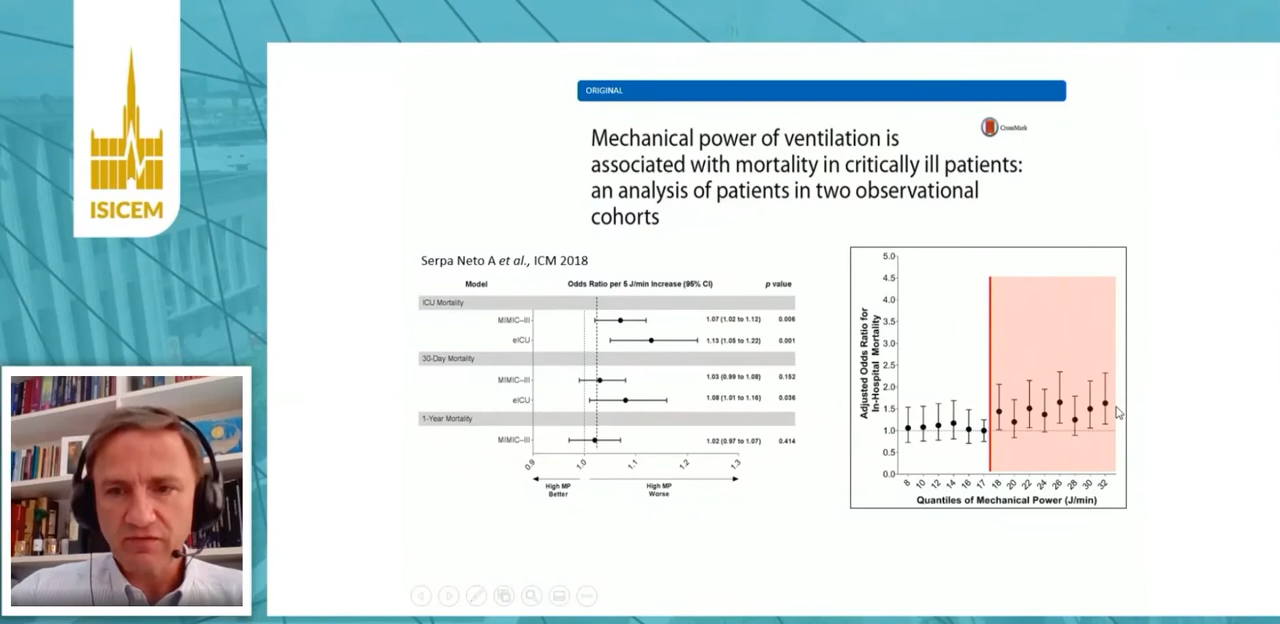 ISICEM
ORIGINAL
CrossMark
Mechanical power of ventilation is
associated with mortality in critically ill patients:
an analysis of patients in two observational
cohorts
Serpa Neto A et al., ICM 2018
Model Odds Ratio per 5 J/min Increase (95% CI) p value
ICU Mortality
MIMIC-III 1.07 (1.02 to 1.12) 0.006
eICU 1.13 (1.05 to 1.22) 0.001
30-Day Mortality
MIMIC-III 1.03 (0.99 to 1.08) 0.152
eICU 1.08 (1.01 to 1.16) 0.036
1-Year Mortality
MIMIC-III 1.02 (0.97 to 1.07) 0.414
0.9 1.0 1.1 1.2 1.3
High MP
Better
High MP
Worse
Adjusted Odds Ratio for
In-Hospital Mortality
5.0
4.5
4.0
3.5
3.0
2.5
2.0
1.5
1.0
0.5
0.0
8 10 12 14 16 17 18 20 22 24 26 28 30 32
Quantiles of Mechanical Power (J/min)